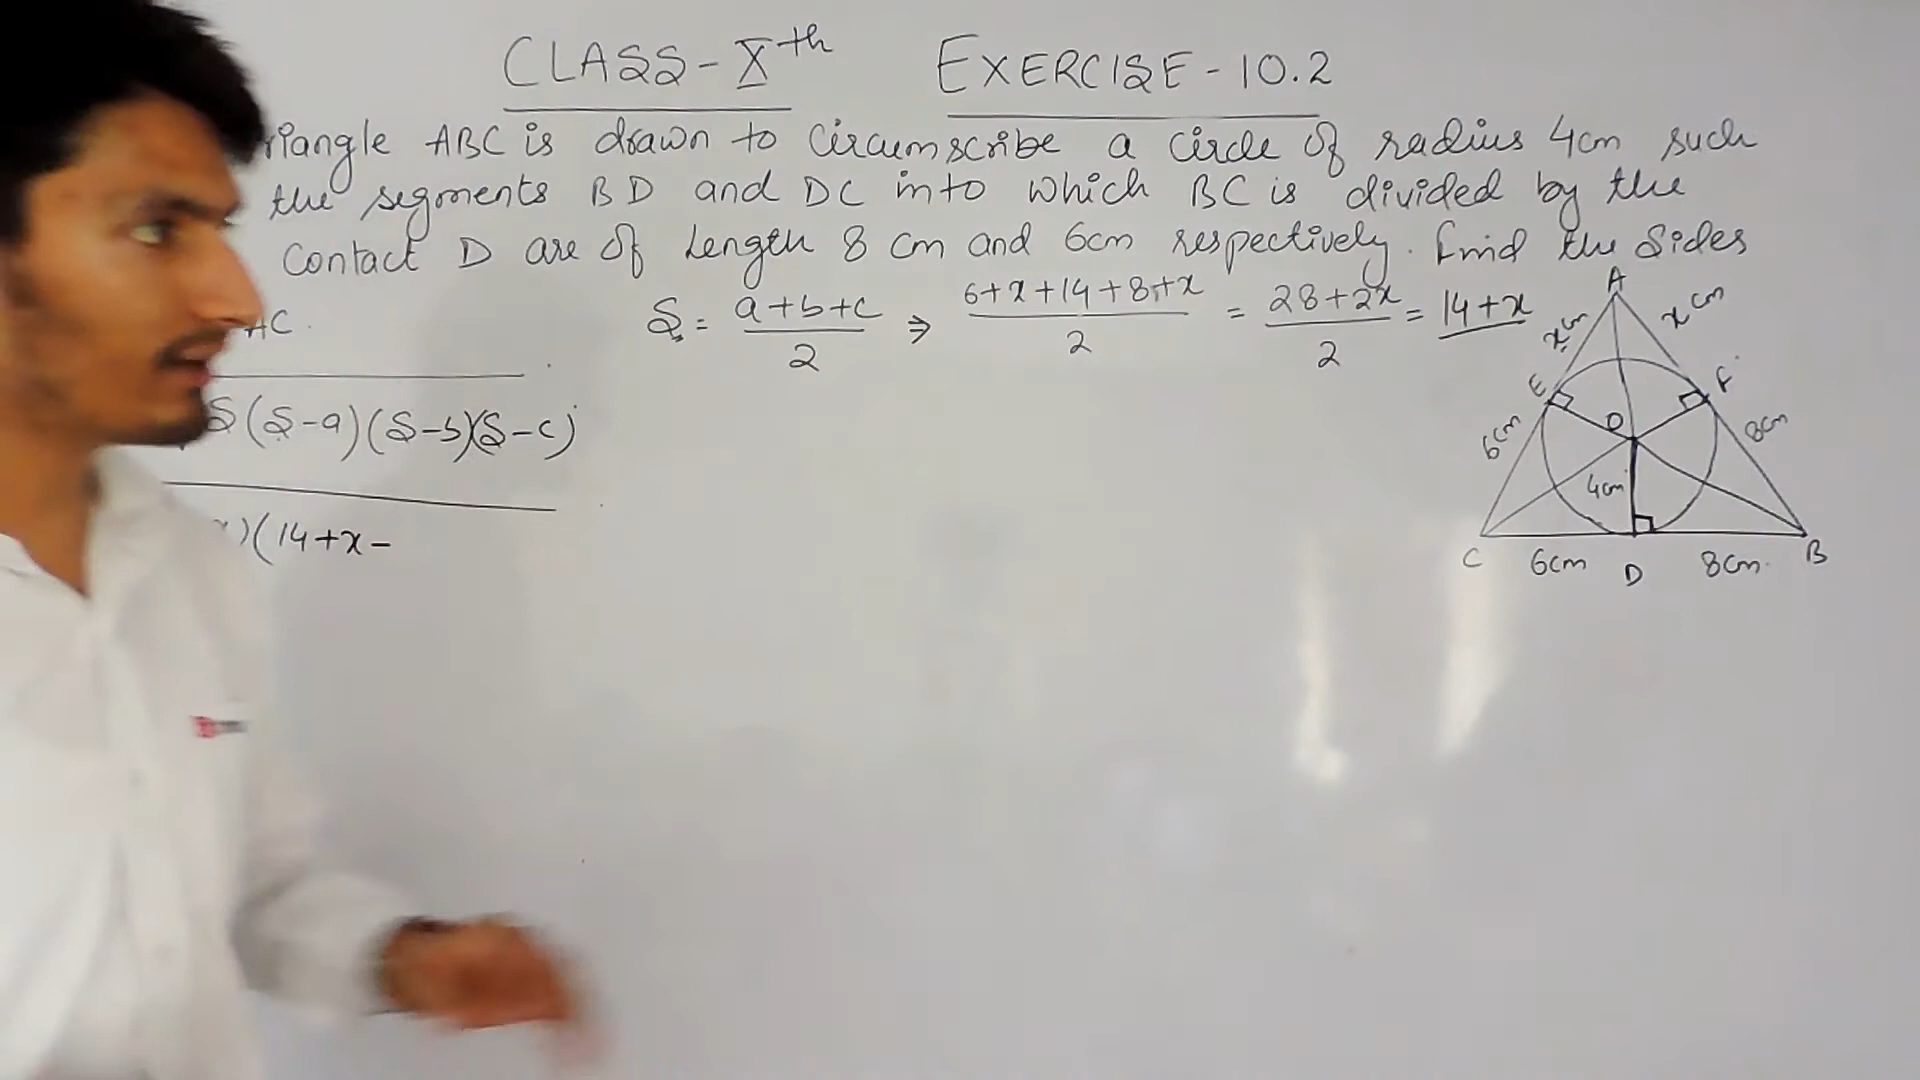 CLASS-Xth EXERCISE-10.2
riangle ABC is drawn to Circumscribe a circle of radius 4cm such
the segments BD and DC into which BC is divided by the
Contact D are of Length 8 cm and 6cm respectively. Find the Sides
AC.
S = a+b+c/2 ⇒ 6+x+14+8+x/2 = 28+2x/2 = 14+x
S(S-a)(S-b)(S-c)
)(14+x-
A
x cm
x cm
E
F
O
6cm
8cm
4cm
C
6cm
D
8cm.
B